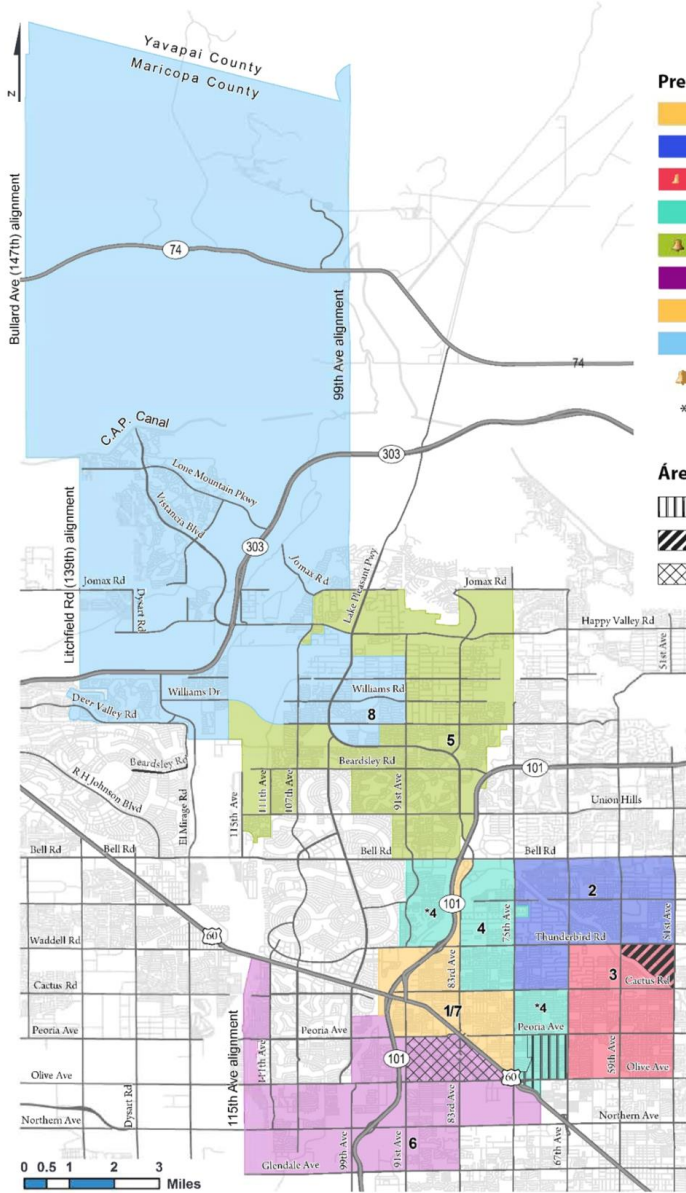 Yavapai County
Maricopa County
N
Pre
Bullard Ave (147th) alignment
74
99th Ave alignment
74
*
C.A.P. Canal
303
Lone Mountain Pkwy
Vistancia Blvd
Áre
303
Litchfield Rd (139th) alignment
Jomax Rd
Lake Pleasant Pwy
Jomax Rd
Jomax Rd
Dysart Rd
Happy Valley Rd
51st Ave
Williams Dr
Williams Rd
Deer Valley Rd
8
5
Beardsley Rd
Beardsley Rd
101
R H Johnson Blvd
El Mirage Rd
115th Ave
111th Ave
107th Ave
91st Ave
Union Hills
Bell Rd
Bell Rd
Bell Rd
Bell Rd
2
101
*4
4
75th Ave
51st Ave
60
Waddell Rd
Thunderbird Rd
83rd Ave
3
Cactus Rd
Cactus Rd
1/7
*4
Peoria Ave
Peoria Ave
Peoria Ave
59th Ave
115th Ave alignment
111th Ave
101
Olive Ave
60
Olive Ave
Dysart Rd
83rd Ave
Northern Ave
Northern Ave
99th Ave
91st Ave
6
67th Ave
Glendale Ave
0 0.5 1 2 3
Miles